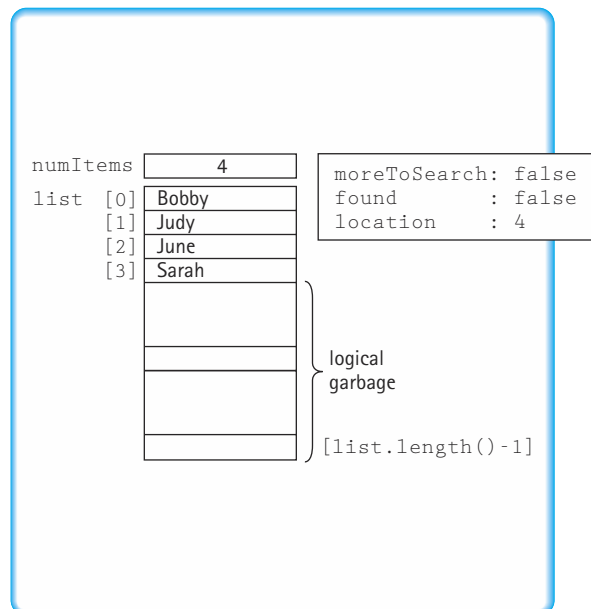 numItems 4
list [0] Bobby
[1] Judy
[2] June
[3] Sarah
moreToSearch: false
found : false
location : 4
logical
garbage
[list.length()-1]